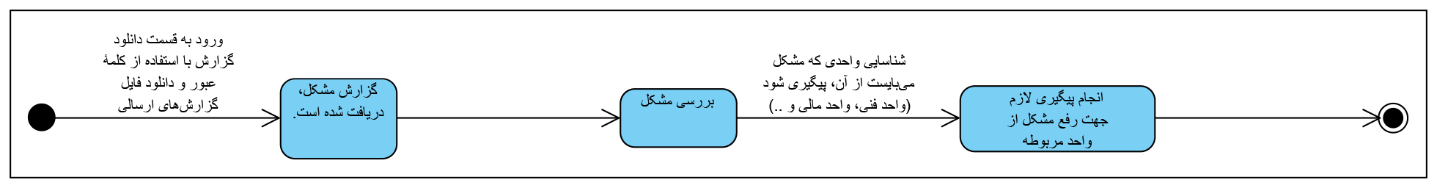 ورود به قسمت دانلود
گزارش با استفاده از کلمهٔ
عبور و دانلود فایل
گزارش‌های ارسالی
گزارش مشکل،
دریافت شده است.
بررسی مشکل
شناسایی واحدی که مشکل
می‌بایست از آن، پیگیری شود
(واحد فنی، واحد مالی و ..)
انجام پیگیری لازم
جهت رفع مشکل از
واحد مربوطه